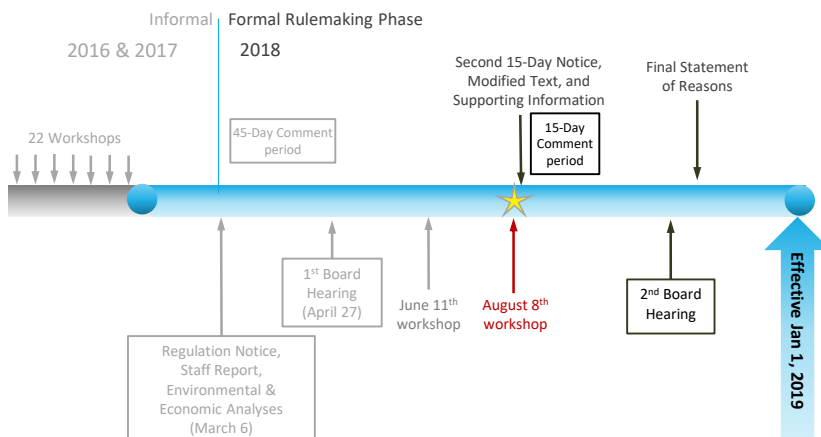 Informal
Formal Rulemaking Phase
2016 & 2017
2018
Second 15-Day Notice,
Modified Text, and
Supporting Information
Final Statement
of Reasons
22 Workshops
45-Day Comment
period
15-Day
Comment
period
1st Board
Hearing
(April 27)
June 11th
workshop
August 8th
workshop
2nd Board
Hearing
Effective Jan 1, 2019
Regulation Notice,
Staff Report,
Environmental &
Economic Analyses
(March 6)